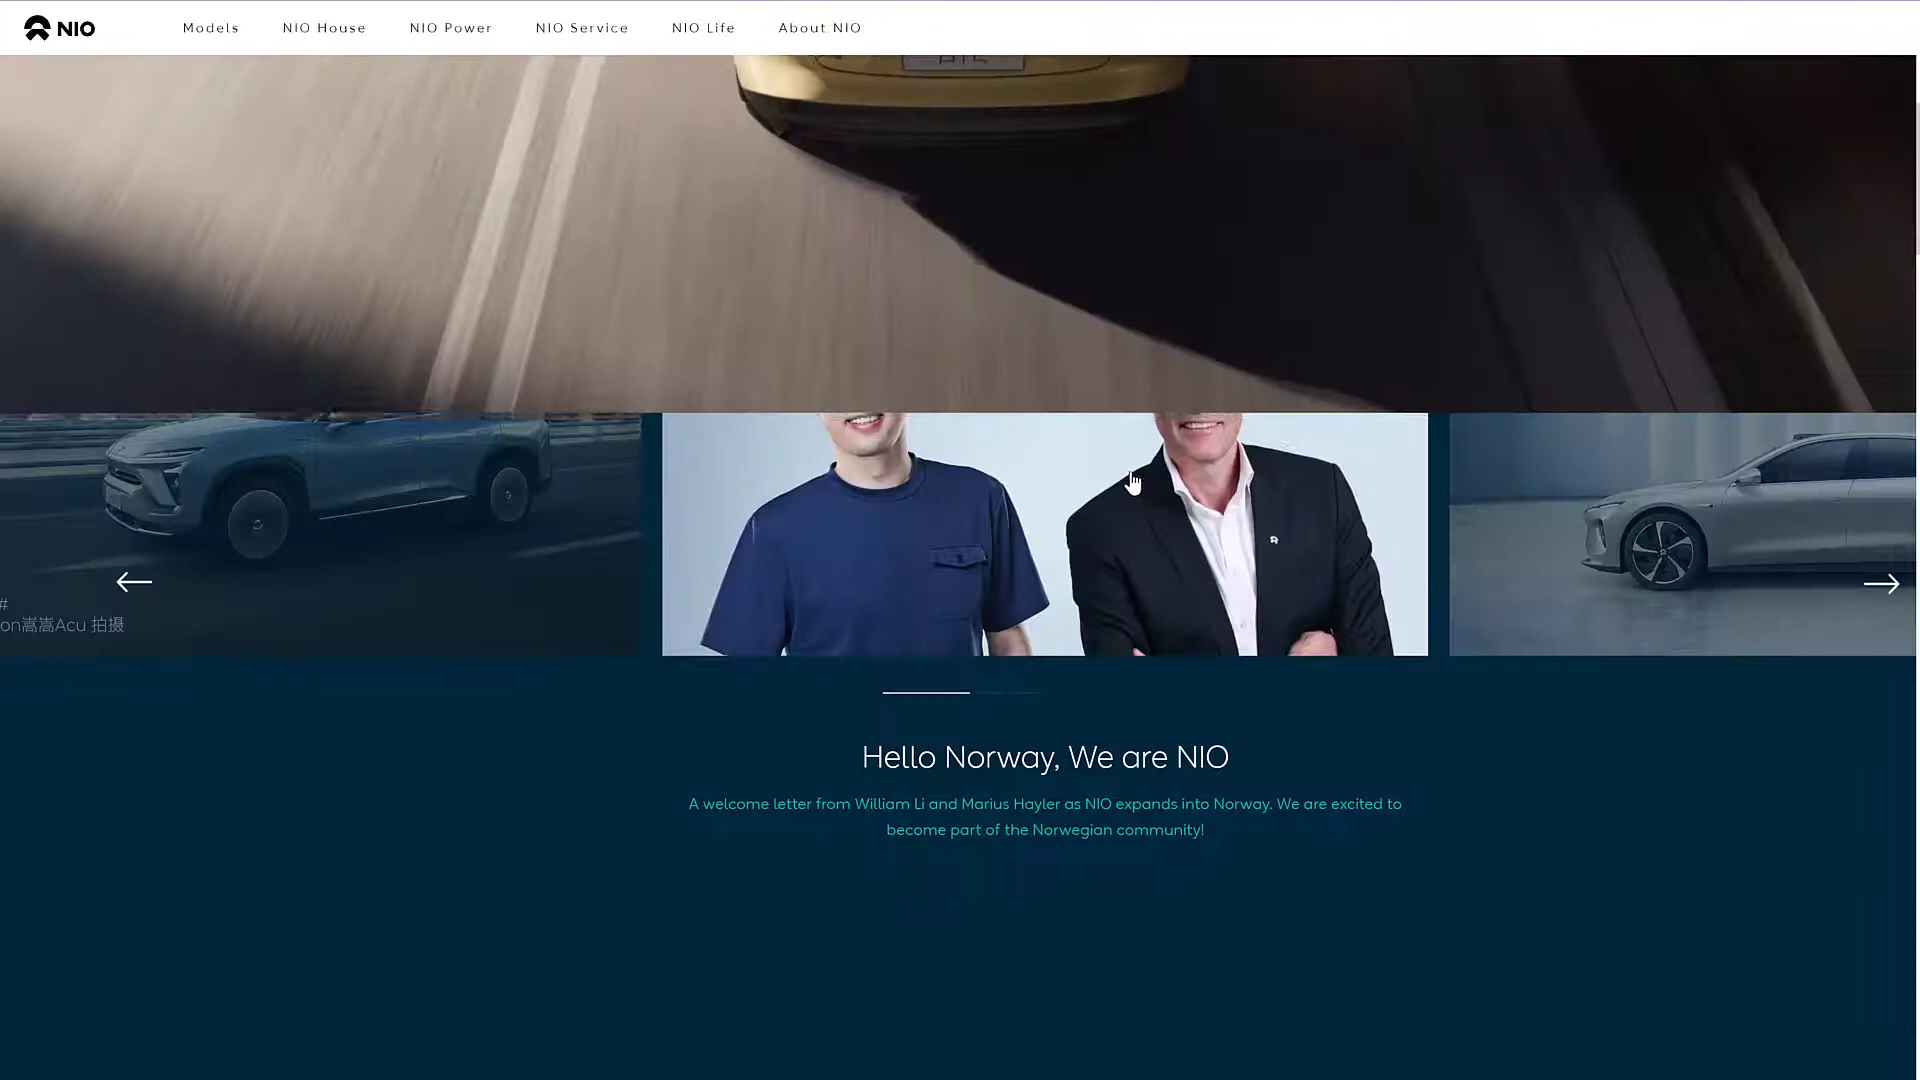 NIO
Models
NIO House
NIO Power
NIO Service
NIO Life
About NIO
#
on嵩嵩Acu 拍摄
Hello Norway, We are NIO
A welcome letter from William Li and Marius Hayler as NIO expands into Norway. We are excited to
become part of the Norwegian community!